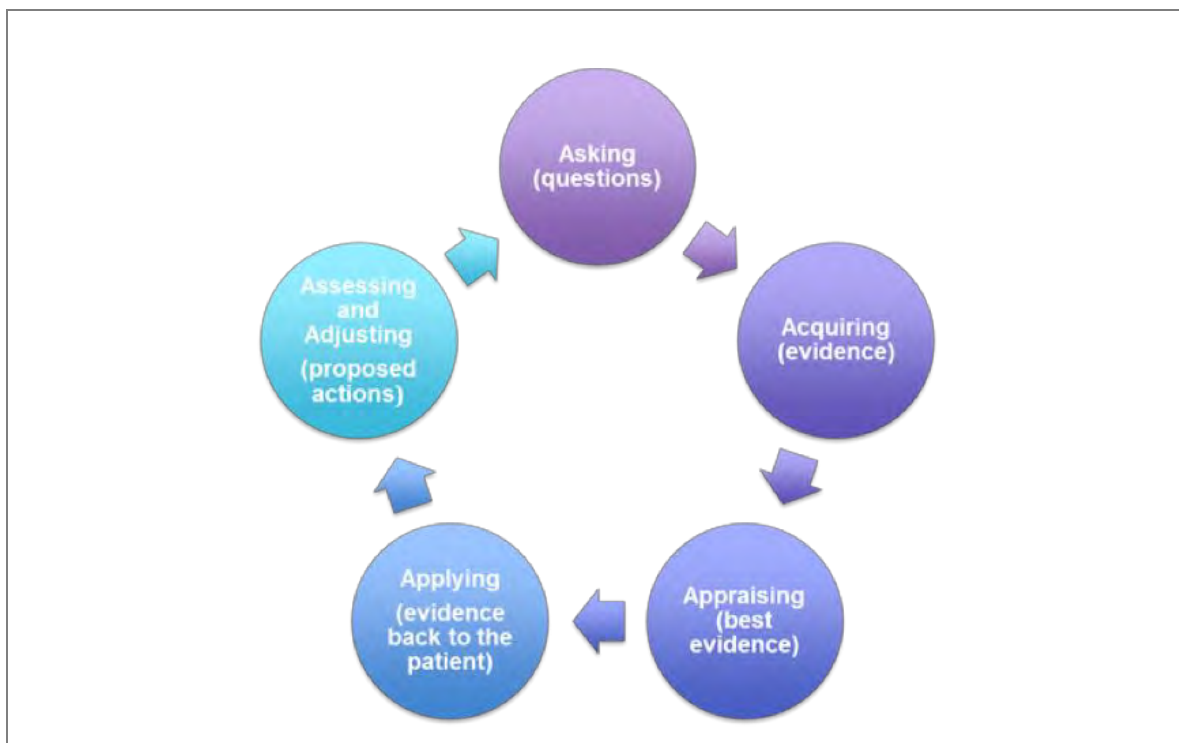 Asking
(questions)
Acquiring
(evidence)
Appraising
(best
evidence)
Applying
(evidence
back to the
patient)
Assessing
and
Adjusting
(proposed
actions)